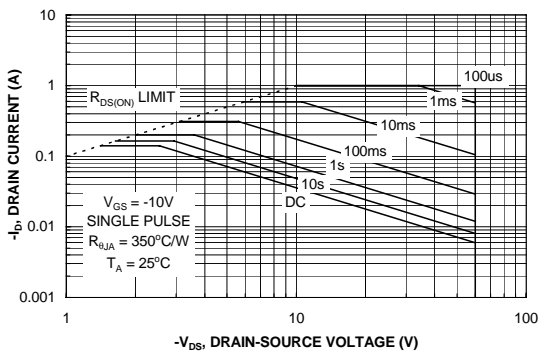 10
1
0.1
0.01
0.001
-I_D, DRAIN CURRENT (A)
100us
1ms
R_DS(ON) LIMIT
10ms
100ms
1s
10s
DC
V_GS = -10V
SINGLE PULSE
R_θJA = 350°C/W
T_A = 25°C
1
10
100
-V_DS, DRAIN-SOURCE VOLTAGE (V)